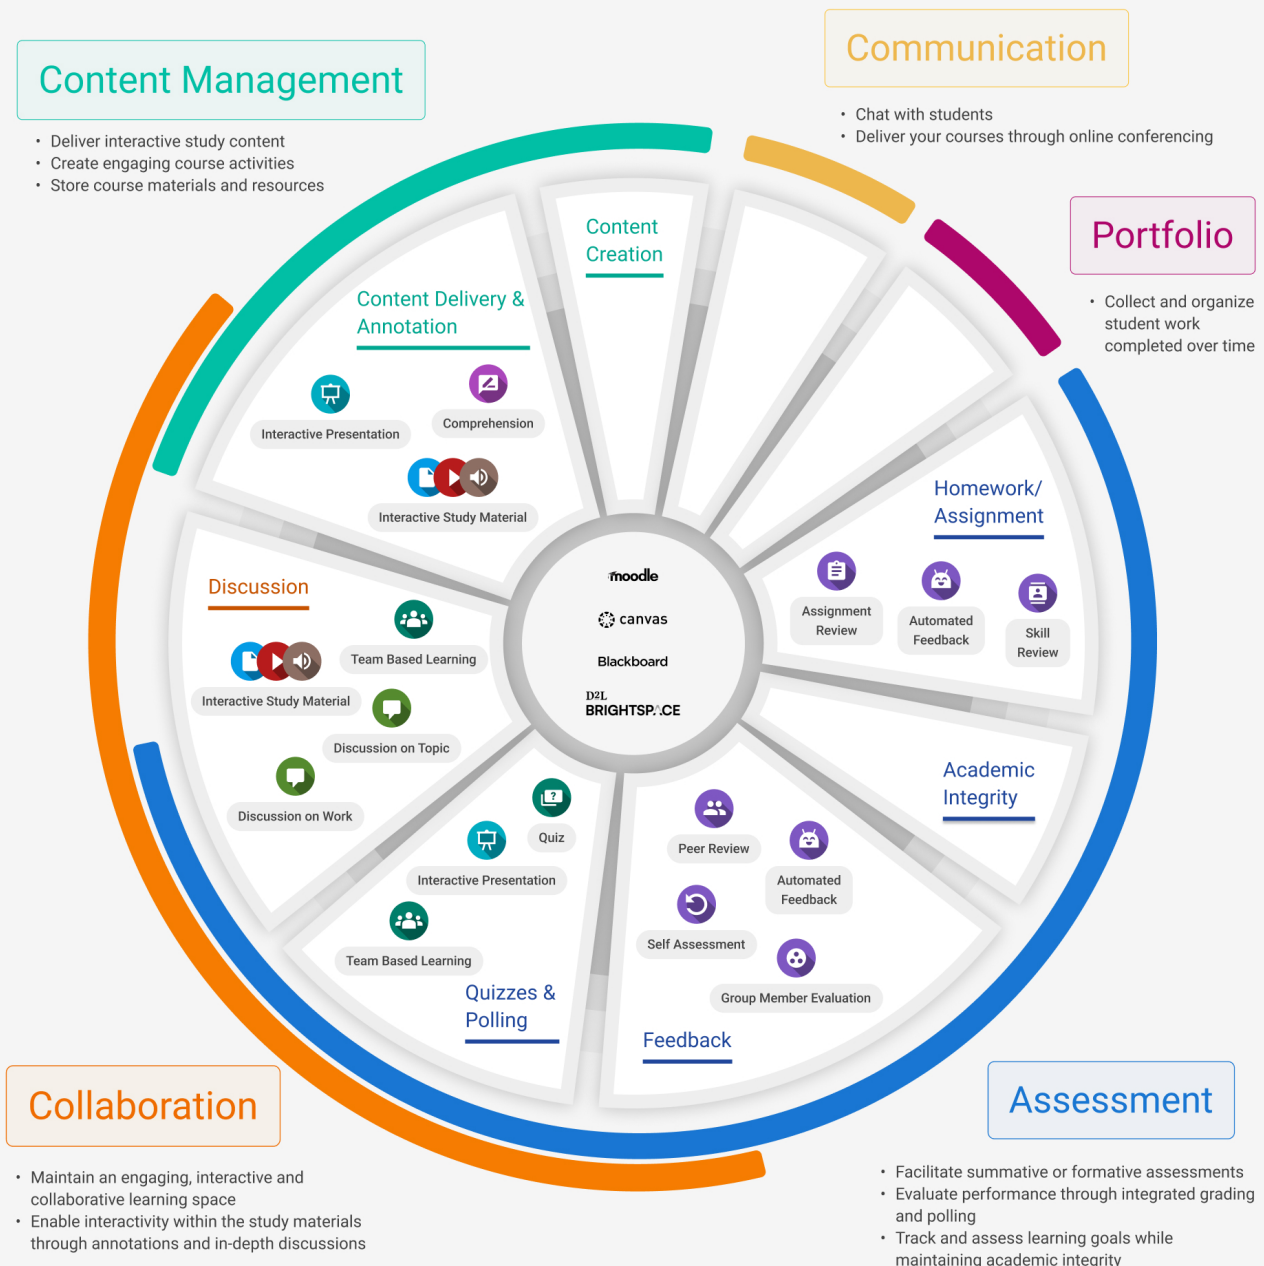 Content Management
• Deliver interactive study content
• Create engaging course activities
• Store course materials and resources
Communication
• Chat with students
• Deliver your courses through online conferencing
Portfolio
• Collect and organize
student work
completed over time
Content
Creation
Content Delivery &
Annotation
Interactive Presentation
Comprehension
Interactive Study Material
Homework/
Assignment
Assignment
Review
Automated
Feedback
Skill
Review
moodle
canvas
Blackboard
D2L
BRIGHTSPACE
Discussion
Team Based Learning
Interactive Study Material
Discussion on Topic
Discussion on Work
Academic
Integrity
Quiz
Interactive Presentation
Team Based Learning
Quizzes &
Polling
Peer Review
Automated
Feedback
Self Assessment
Group Member Evaluation
Feedback
Collaboration
• Maintain an engaging, interactive and
collaborative learning space
• Enable interactivity within the study materials
through annotations and in-depth discussions
Assessment
• Facilitate summative or formative assessments
• Evaluate performance through integrated grading
and polling
• Track and assess learning goals while
maintaining academic integrity